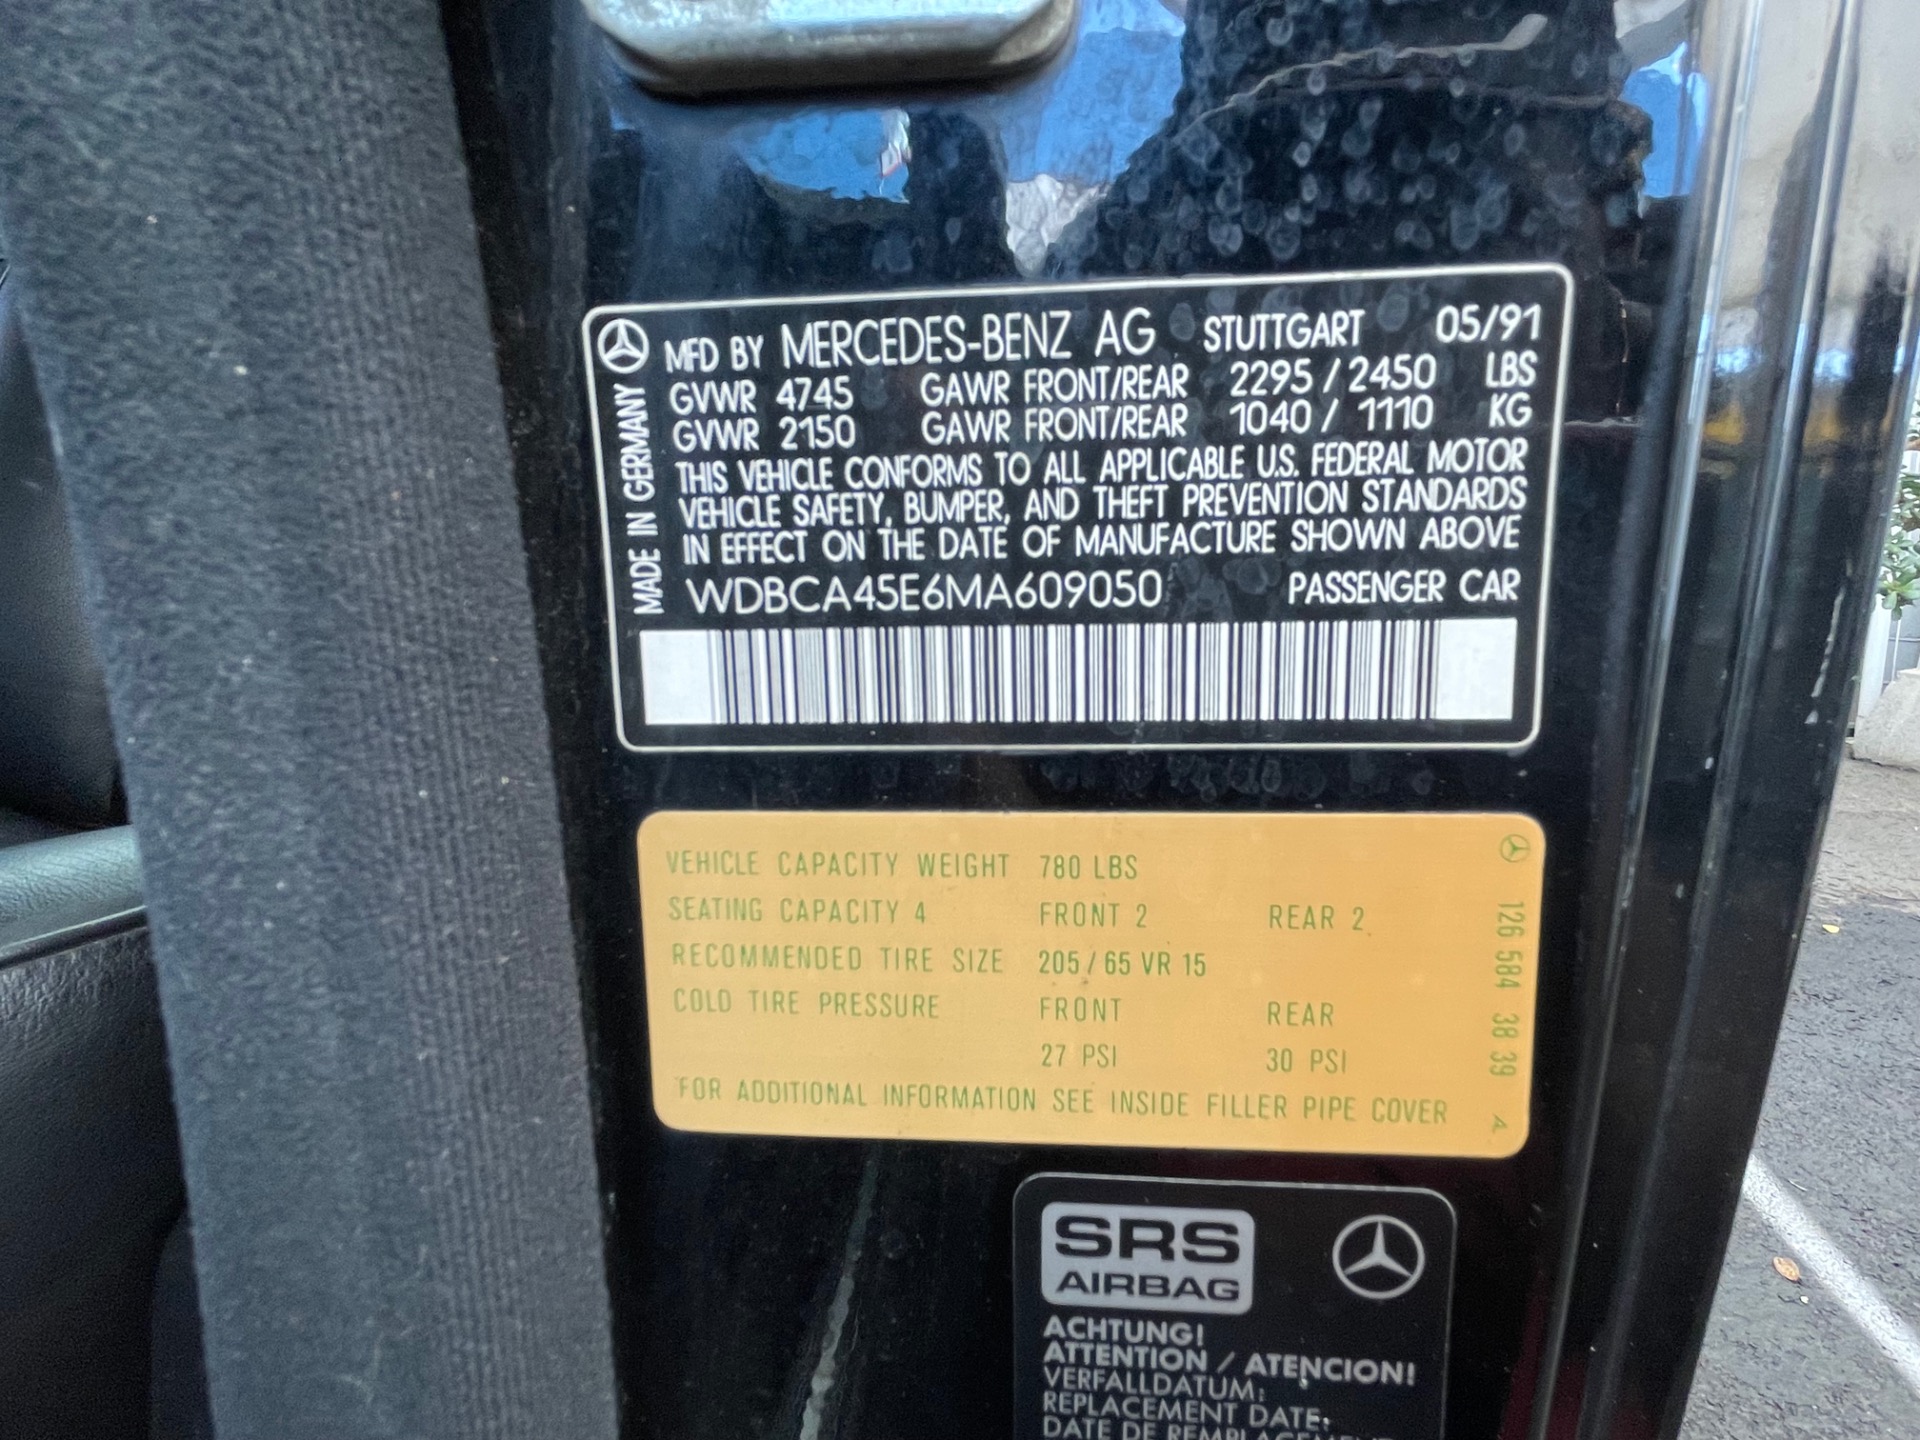 MFD BY MERCEDES-BENZ AG STUTTGART 05/91
GVWR 4745 GAWR FRONT/REAR 2295 / 2450 LBS
GVWR 2150 GAWR FRONT/REAR 1040 / 1110 KG
THIS VEHICLE CONFORMS TO ALL APPLICABLE U.S. FEDERAL MOTOR
VEHICLE SAFETY, BUMPER, AND THEFT PREVENTION STANDARDS
IN EFFECT ON THE DATE OF MANUFACTURE SHOWN ABOVE
WDBCA45E6MA609050 PASSENGER CAR
MADE IN GERMANY
VEHICLE CAPACITY WEIGHT 780 LBS
SEATING CAPACITY 4 FRONT 2 REAR 2
RECOMMENDED TIRE SIZE 205 / 65 VR 15
COLD TIRE PRESSURE FRONT REAR
27 PSI 30 PSI
FOR ADDITIONAL INFORMATION SEE INSIDE FILLER PIPE COVER
126 584 38 39 A
SRS
AIRBAG
ACHTUNG!
ATTENTION / ATENCION!
VERFALLDATUM:
REPLACEMENT DATE:
DATE DE REMPLACEMENT